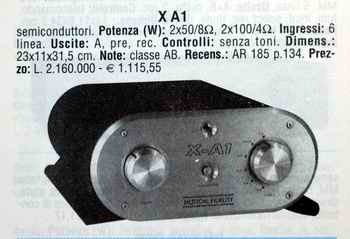 X A1
semiconduttori. Potenza (W): 2x50/8Ω, 2x100/4Ω. Ingressi: 6
linea. Uscite: A, pre, rec. Controlli: senza toni. Dimens.:
23x11x31,5 cm. Note: classe AB. Recens.: AR 185 p.134. Prez-
zo: L. 2.160.000 - € 1.115,55
X-A1
MUSICAL FIDELITY